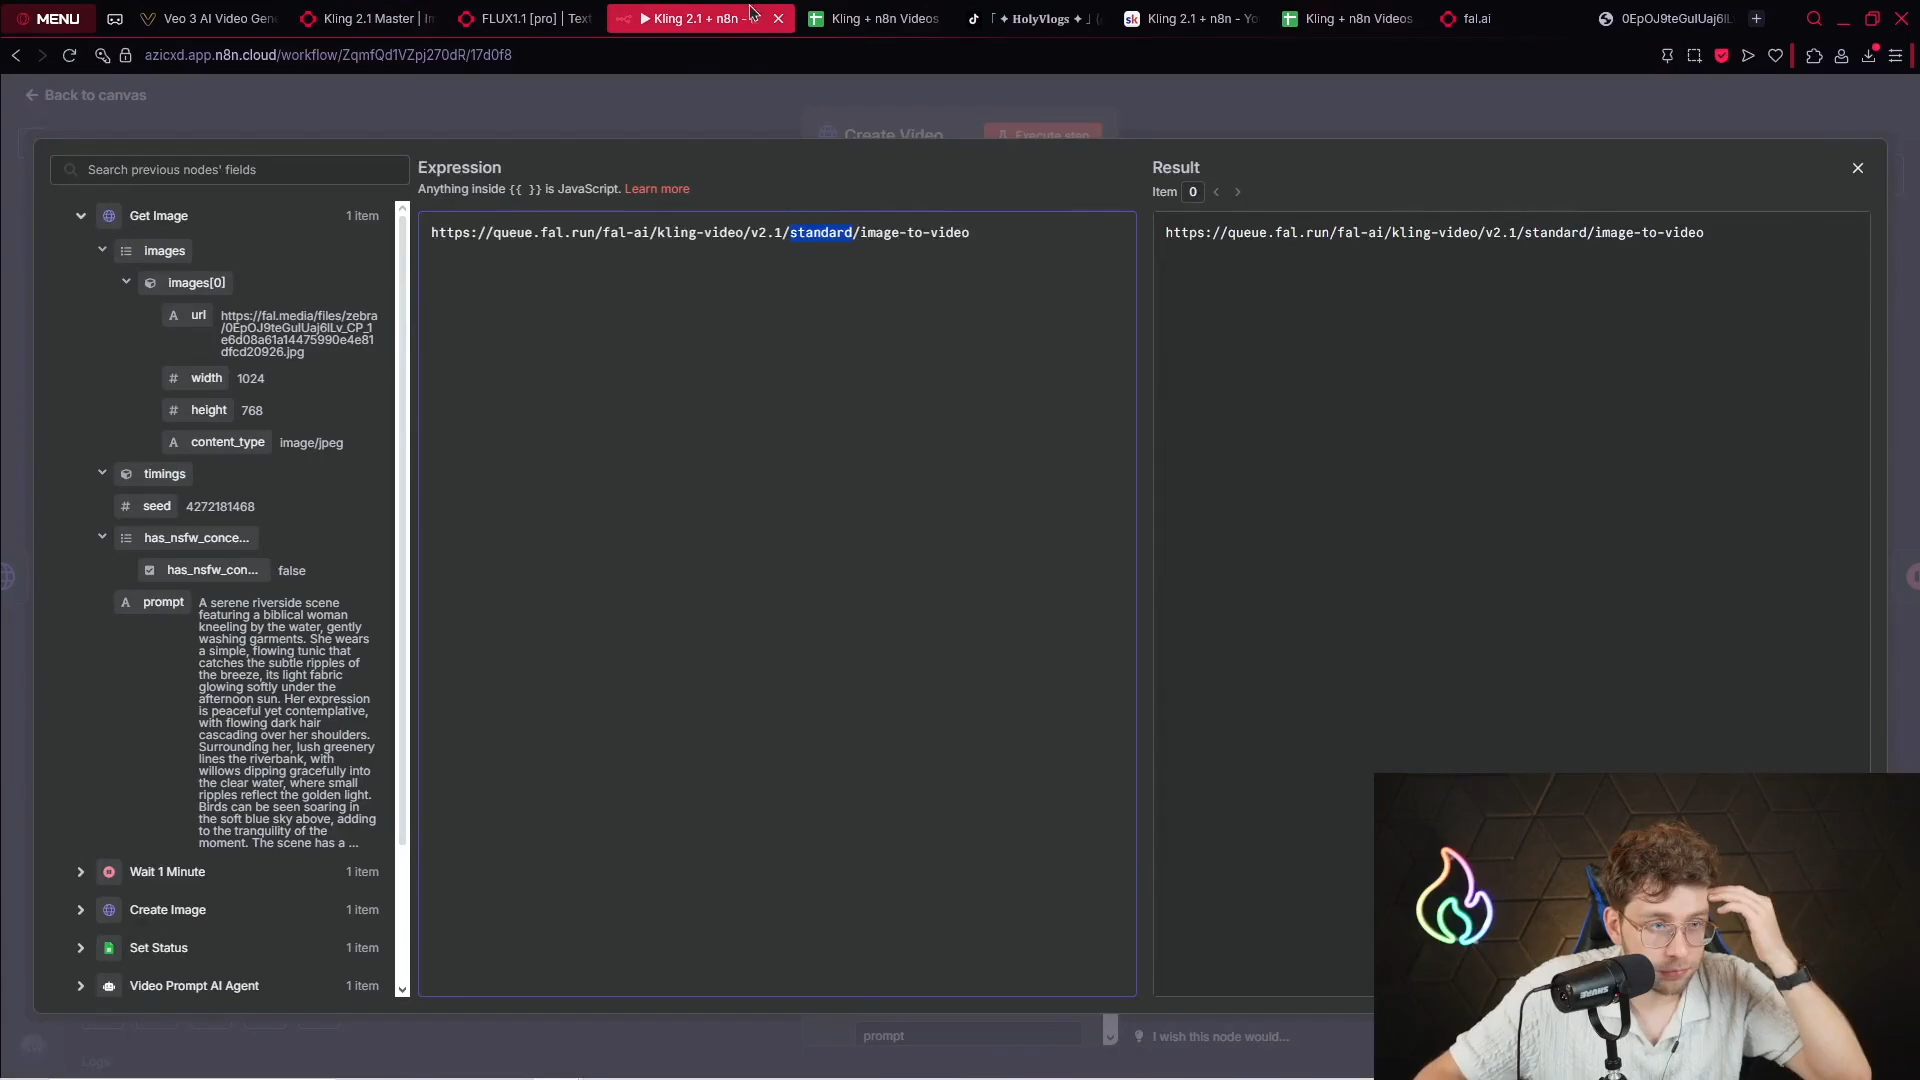 MENU
Veo 3 AI Video Gen
Kling 2.1 Master | In
FLUX1.1 [pro] | Text
▶ Kling 2.1 + n8n -
Kling + n8n Videos
「 ✦ HolyVlogs ✦ 」 (
sk
Kling 2.1 + n8n - Yo
Kling + n8n Videos
fal.ai
0EpOJ9teGuIUaj6lL
azicxd.app.n8n.cloud/workflow/ZqmfQd1VZpj270dR/17d0f8
Back to canvas
Create Video
Execute step
Search previous nodes' fields
Expression
Anything inside {{ }} is JavaScript. Learn more
Result
Item 0
https://queue.fal.run/fal-ai/kling-video/v2.1/standard/image-to-video
https://queue.fal.run/fal-ai/kling-video/v2.1/standard/image-to-video
Get Image 1 item
images
images[0]
A url https://fal.media/files/zebra
/0EpOJ9teGuIUaj6lLv_CP_1
e6d08a61a14475990e4e81
dfcd20926.jpg
# width 1024
# height 768
A content_type image/jpeg
timings
# seed 4272181468
has_nsfw_conce...
has_nsfw_con... false
A prompt A serene riverside scene
featuring a biblical woman
kneeling by the water, gently
washing garments. She wears
a simple, flowing tunic that
catches the subtle ripples of
the breeze, its light fabric
glowing softly under the
afternoon sun. Her expression
is peaceful yet contemplative,
with flowing dark hair
cascading over her shoulders.
Surrounding her, lush greenery
lines the riverbank, with
willows dipping gracefully into
the clear water, where small
ripples reflect the golden light.
Birds can be seen soaring in
the soft blue sky above, adding
to the tranquility of the
moment. The scene has a ...
Wait 1 Minute 1 item
Create Image 1 item
Set Status 1 item
Video Prompt AI Agent 1 item
prompt
I wish this node would...
Logs
SHURE